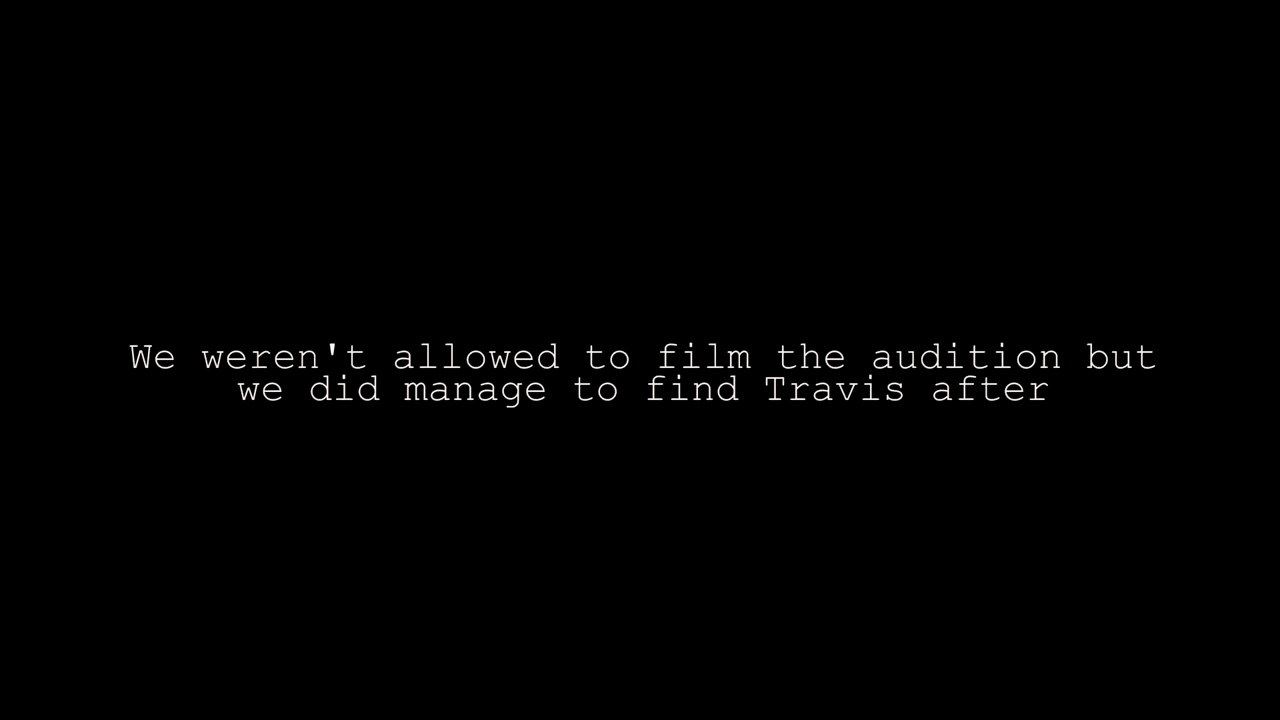 We weren't allowed to film the audition but
we did manage to find Travis after